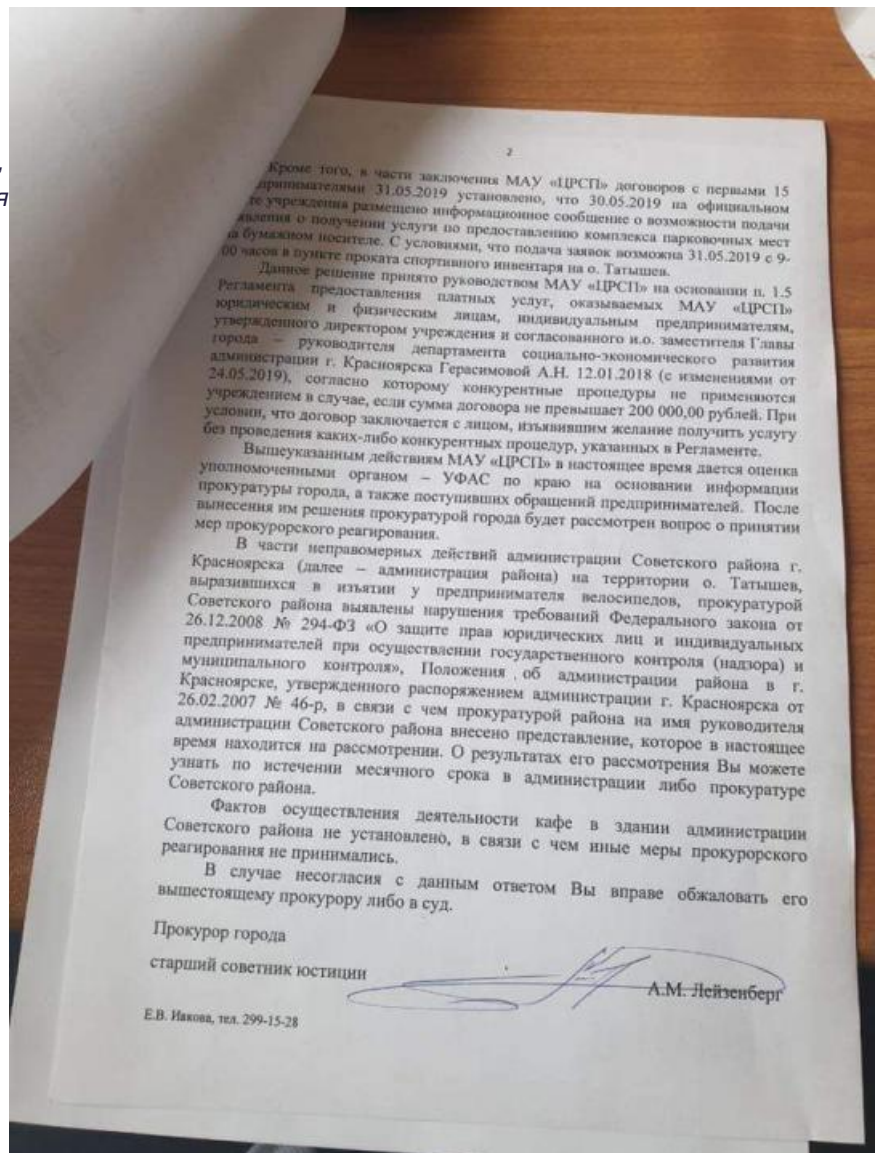 2
Кроме того, в части заключения МАУ «ЦРСП» договоров с первыми 15
принимателями 31.05.2019 установлено, что 30.05.2019 на официальном
учреждения размещено информационное сообщение о возможности подачи
о получении услуги по предоставлению комплекса парковочных мест
бумажном носителе. С условиями, что подача заявок возможна 31.05.2019 с 9-
00 часов в пункте проката спортивного инвентаря на о. Татышев.
Данное решение принято руководством МАУ «ЦРСП» на основании п. 1.5
Регламента предоставления платных услуг, оказываемых МАУ «ЦРСП»
юридическим и физическим лицам, индивидуальным предпринимателям,
утвержденного директором учреждения и согласованного и.о. заместителя Главы
города – руководителя департамента социально-экономического развития
администрации г. Красноярска Герасимовой А.Н. 12.01.2018 (с изменениями от
24.05.2019), согласно которому конкурентные процедуры не применяются
учреждением в случае, если сумма договора не превышает 200 000,00 рублей. При
условии, что договор заключается с лицом, изъявившим желание получить услугу
без проведения каких-либо конкурентных процедур, указанных в Регламенте.
Вышеуказанным действиям МАУ «ЦРСП» в настоящее время дается оценка
уполномоченными органом – УФАС по краю на основании информации
прокуратуры города, а также поступивших обращений предпринимателей. После
вынесения им решения прокуратурой города будет рассмотрен вопрос о принятии
мер прокурорского реагирования.
В части неправомерных действий администрации Советского района г.
Красноярска (далее – администрация района) на территории о. Татышев,
выразившихся в изъятии у предпринимателя велосипедов, прокуратурой
Советского района выявлены нарушения требований Федерального закона от
26.12.2008 № 294-ФЗ «О защите прав юридических лиц и индивидуальных
предпринимателей при осуществлении государственного контроля (надзора) и
муниципального контроля», Положения об администрации района в г.
Красноярске, утвержденного распоряжением администрации г. Красноярска от
26.02.2007 № 46-р, в связи с чем прокуратурой района на имя руководителя
администрации Советского района внесено представление, которое в настоящее
время находится на рассмотрении. О результатах его рассмотрения Вы можете
узнать по истечении месячного срока в администрации либо прокуратуре
Советского района.
Фактов осуществления деятельности кафе в здании администрации
Советского района не установлено, в связи с чем иные меры прокурорского
реагирования не принимались.
В случае несогласия с данным ответом Вы вправе обжаловать его
вышестоящему прокурору либо в суд.
Прокурор города
старший советник юстиции
А.М. Лейзенберг
Е.В. Ивкова, тел. 299-15-28